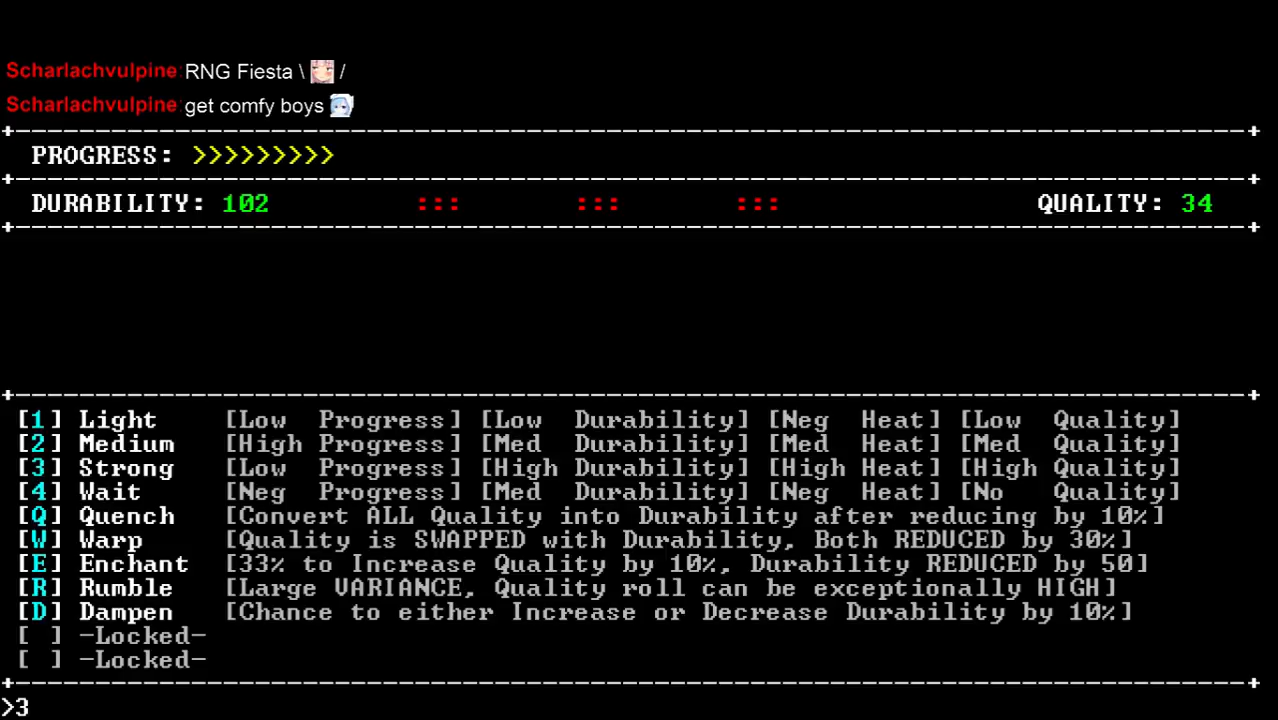 Scharlachvulpine: RNG Fiesta \ /
Scharlachvulpine: get comfy boys
+------------------------------------------------------------------------------+
PROGRESS: >>>>>>>>>
+------------------------------------------------------------------------------+
DURABILITY: 102 ::: ::: ::: QUALITY: 34
+------------------------------------------------------------------------------+
+------------------------------------------------------------------------------+
[1] Light [Low Progress] [Low Durability] [Neg Heat] [Low Quality]
[2] Medium [High Progress] [Med Durability] [Med Heat] [Med Quality]
[3] Strong [Low Progress] [High Durability] [High Heat] [High Quality]
[4] Wait [Neg Progress] [Med Durability] [Neg Heat] [No Quality]
[Q] Quench [Convert ALL Quality into Durability after reducing by 10%]
[W] Warp [Quality is SWAPPED with Durability, Both REDUCED by 30%]
[E] Enchant [33% to Increase Quality by 10%, Durability REDUCED by 50]
[R] Rumble [Large VARIANCE, Quality roll can be exceptionally HIGH]
[D] Dampen [Chance to either Increase or Decrease Durability by 10%]
[ ] -Locked-
[ ] -Locked-
+------------------------------------------------------------------------------+
>3